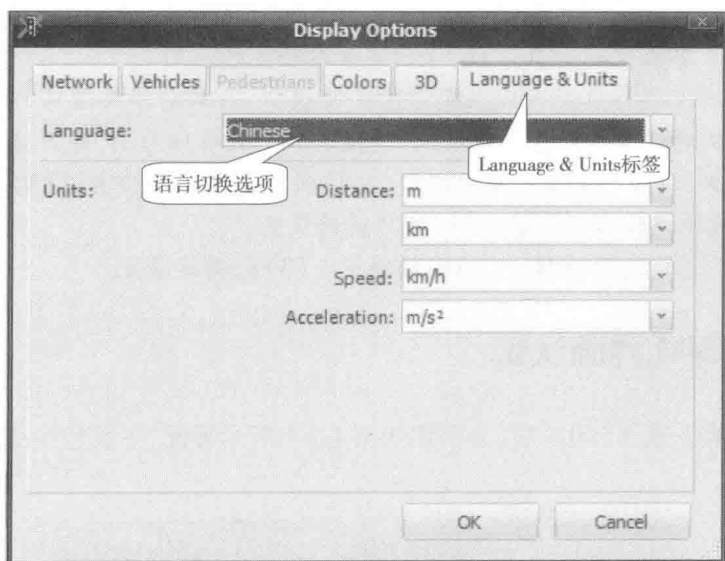 Display Options
Network Vehicles Pedestrians Colors 3D Language & Units
Language: Chinese
语言切换选项
Language & Units标签
Units: Distance: m
km
Speed: km/h
Acceleration: m/s²
OK Cancel